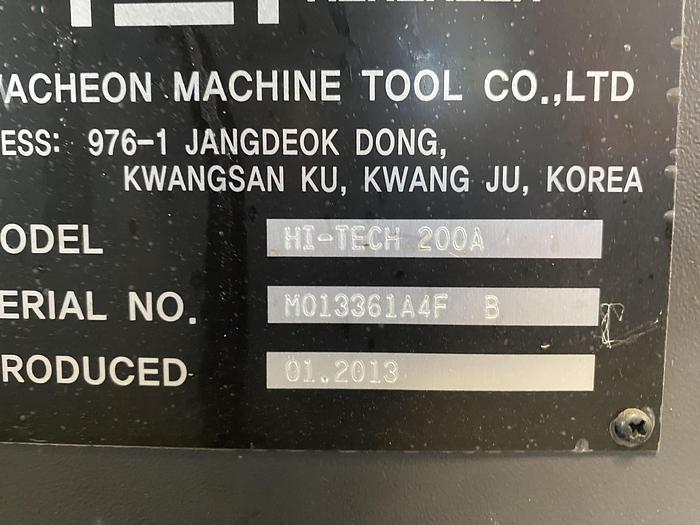 ACHEON MACHINE TOOL CO.,LTD
ESS: 976-1 JANGDEOK DONG,
KWANGSAN KU, KWANG JU, KOREA
ODEL HI-TECH 200A
ERIAL NO. M013361A4F B
RODUCED 01.2013